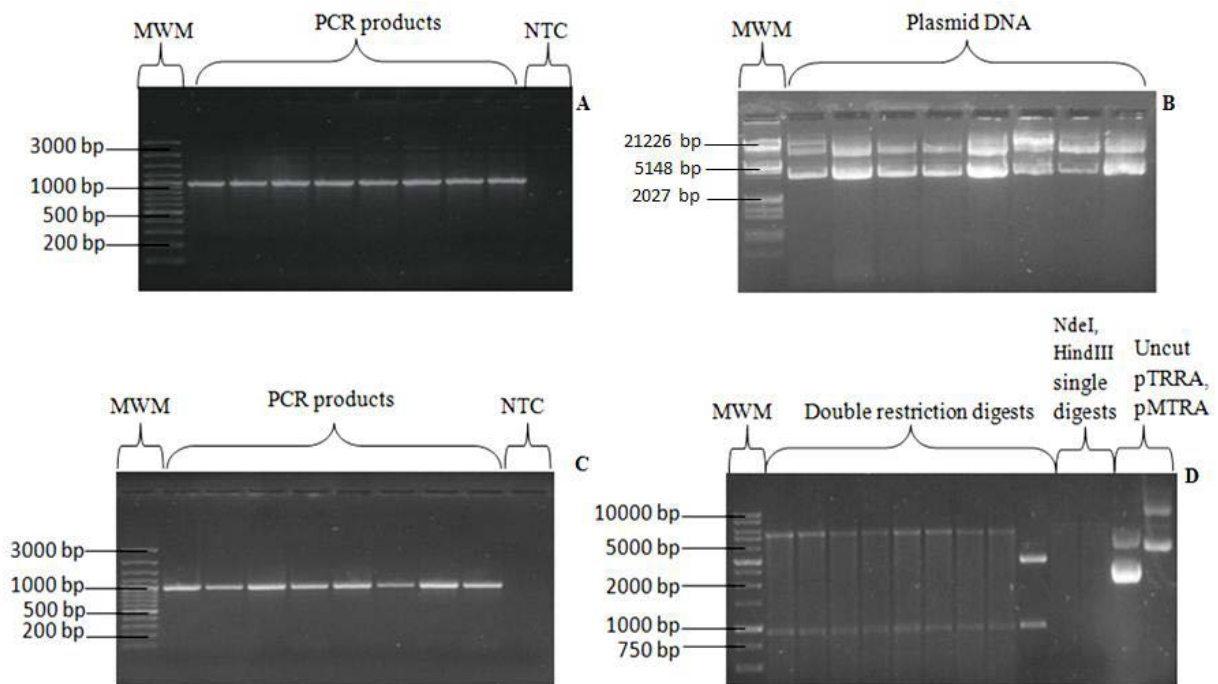 MWM
PCR products
NTC
A
3000 bp
1000 bp
500 bp
200 bp
MWM
Plasmid DNA
B
21226 bp
5148 bp
2027 bp
MWM
PCR products
NTC
C
3000 bp
1000 bp
500 bp
200 bp
MWM
Double restriction digests
NdeI,
HindIII
single
digests
Uncut
pTRRA,
pMTRA
D
10000 bp
5000 bp
2000 bp
1000 bp
750 bp